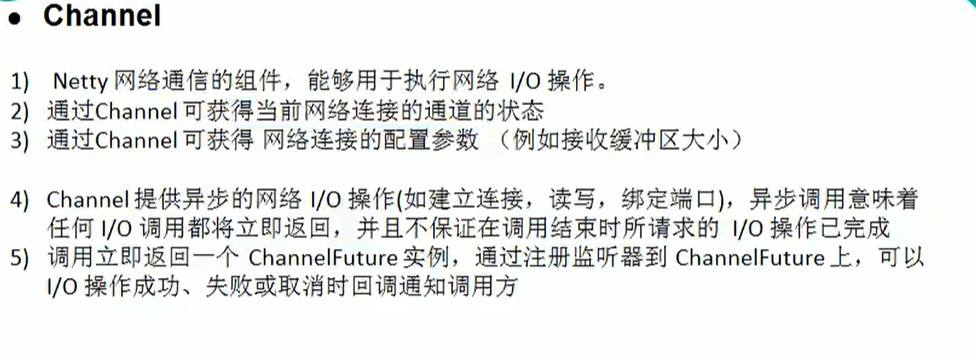 • Channel
1) Netty 网络通信的组件，能够用于执行网络 I/O 操作。
2) 通过Channel 可获得当前网络连接的通道的状态
3) 通过Channel 可获得 网络连接的配置参数 （例如接收缓冲区大小）
4) Channel 提供异步的网络 I/O 操作(如建立连接，读写，绑定端口)，异步调用意味着
任何 I/O 调用都将立即返回，并且不保证在调用结束时所请求的 I/O 操作已完成
5) 调用立即返回一个 ChannelFuture 实例，通过注册监听器到 ChannelFuture 上，可以
I/O 操作成功、失败或取消时回调通知调用方